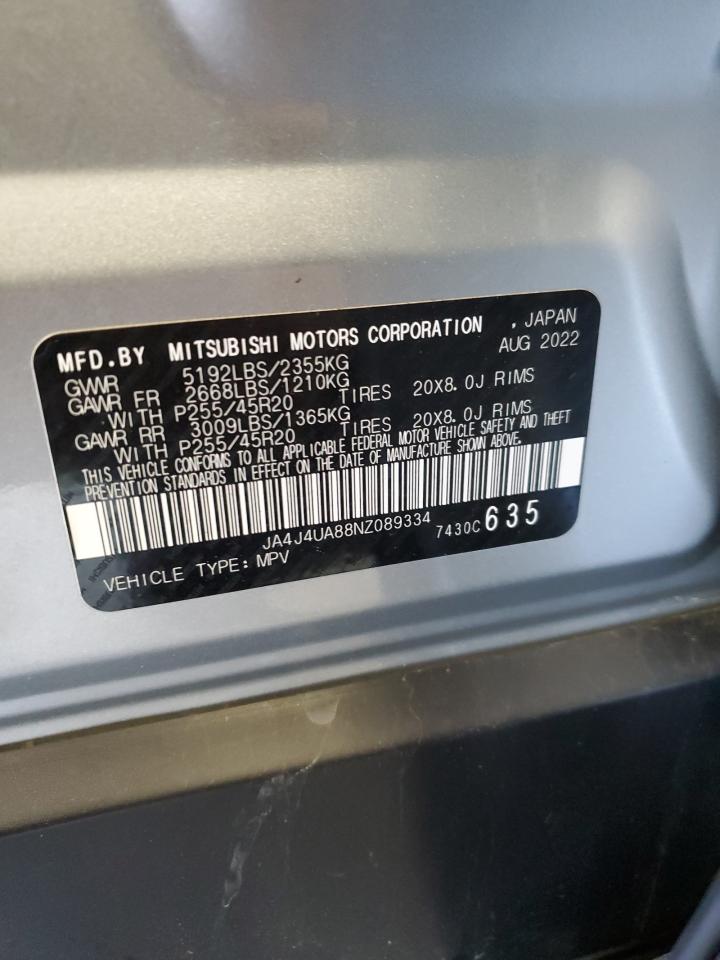 MFD.BY MITSUBISHI MOTORS CORPORATION , JAPAN
AUG 2022
GVWR 5192LBS/2355KG
GAWR FR 2668LBS/1210KG
WITH P255/45R20 TIRES 20X8.0J RIMS
GAWR RR 3009LBS/1365KG
WITH P255/45R20 TIRES 20X8.0J RIMS
THIS VEHICLE CONFORMS TO ALL APPLICABLE FEDERAL MOTOR VEHICLE SAFETY AND THEFT
PREVENTION STANDARDS IN EFFECT ON THE DATE OF MANUFACTURE SHOWN ABOVE.
JA4J4UA88NZ089334
7430C 635
VEHICLE TYPE: MPV